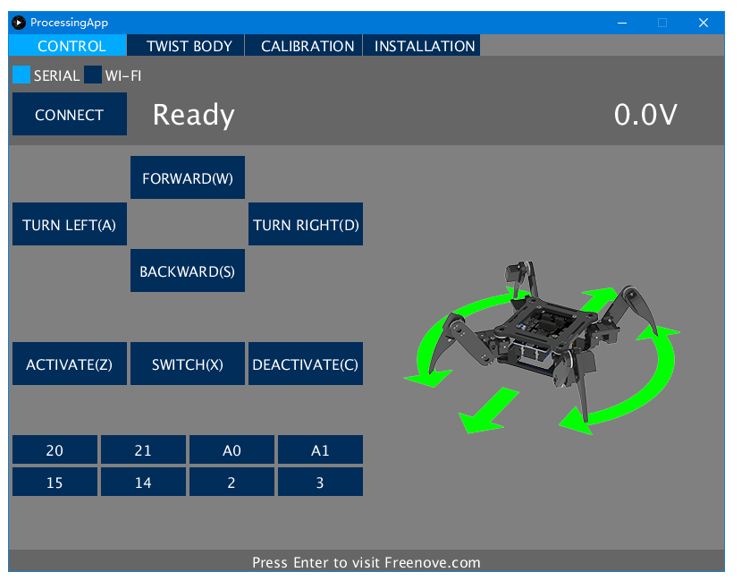 ProcessingApp
CONTROL TWIST BODY CALIBRATION INSTALLATION
SERIAL WI-FI
CONNECT Ready 0.0V
FORWARD(W)
TURN LEFT(A) TURN RIGHT(D)
BACKWARD(S)
ACTIVATE(Z) SWITCH(X) DEACTIVATE(C)
20 21 A0 A1
15 14 2 3
Press Enter to visit Freenove.com